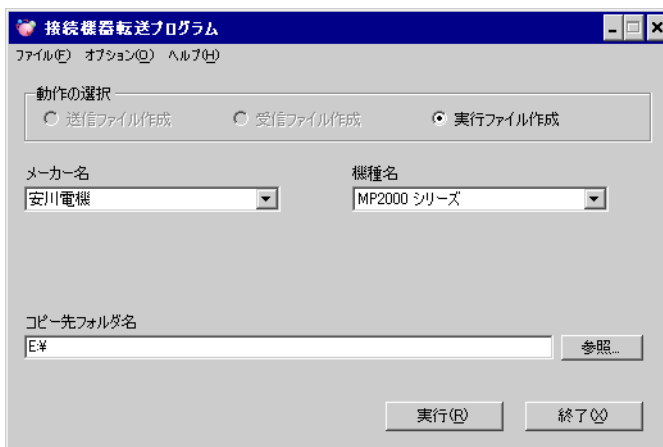 接続機器転送プログラム
ファイル(F) オプション(O) ヘルプ(H)
動作の選択
送信ファイル作成 受信ファイル作成 実行ファイル作成
メーカー名 機種名
安川電機 MP2000 シリーズ
コピー先フォルダ名
E:¥ 参照...
実行(R) 終了(X)